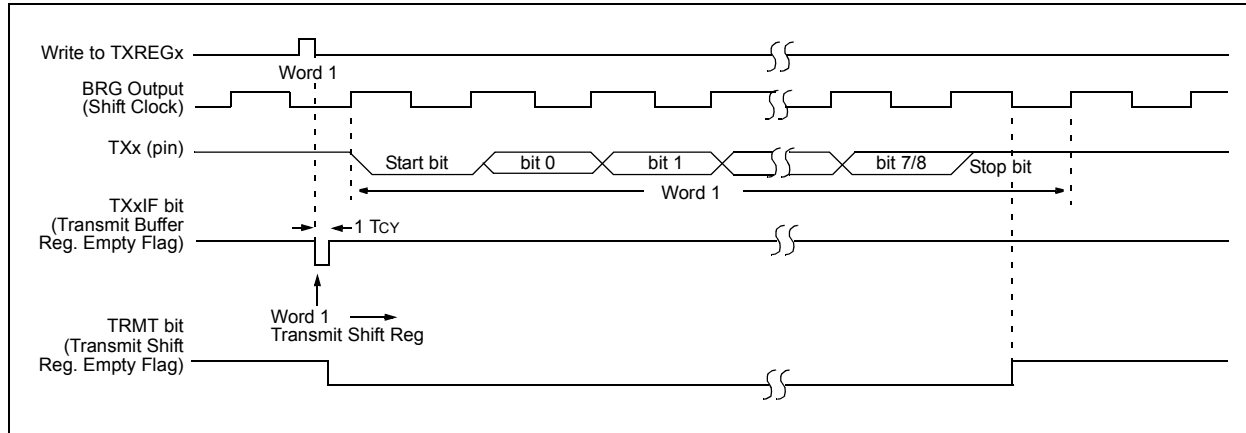 Write to TXREGx
Word 1
BRG Output
(Shift Clock)
TXx (pin)
Start bit
bit 0
bit 1
bit 7/8
Stop bit
Word 1
TXxIF bit
(Transmit Buffer
Reg. Empty Flag)
1 TCY
Word 1
Transmit Shift Reg
TRMT bit
(Transmit Shift
Reg. Empty Flag)